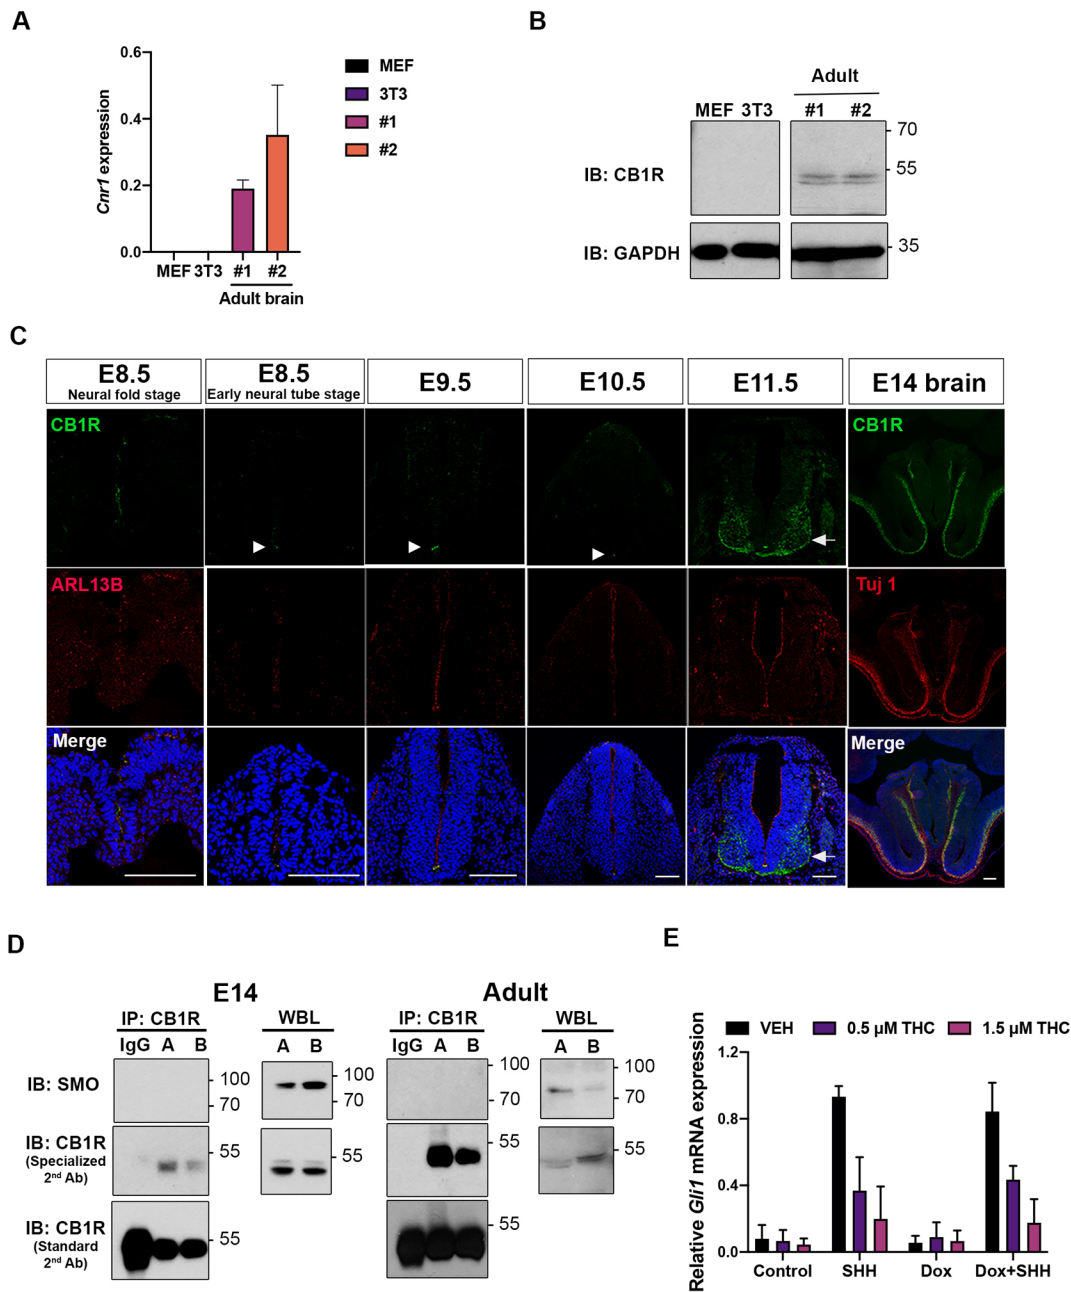 A
0.6
0.4
0.2
0.0
Cnr1 expression
MEF
3T3
#1
#2
MEF 3T3 #1 #2
Adult brain
B
Adult
MEF 3T3 #1 #2
70
IB: CB1R
55
IB: GAPDH
35
C
E8.5
Neural fold stage
E8.5
Early neural tube stage
E9.5
E10.5
E11.5
E14 brain
CB1R
CB1R
ARL13B
Tuj 1
Merge
Merge
D
E14
Adult
IP: CB1R
WBL
IP: CB1R
WBL
IgG A B
A B
IgG A B
A B
IB: SMO
100
70
100
70
100
70
100
70
IB: CB1R
(Specialized
2nd Ab)
55
55
55
55
IB: CB1R
(Standard
2nd Ab)
55
55
E
VEH
0.5 µM THC
1.5 µM THC
Relative Gli1 mRNA expression
1.2
0.8
0.4
0.0
Control SHH Dox Dox+SHH